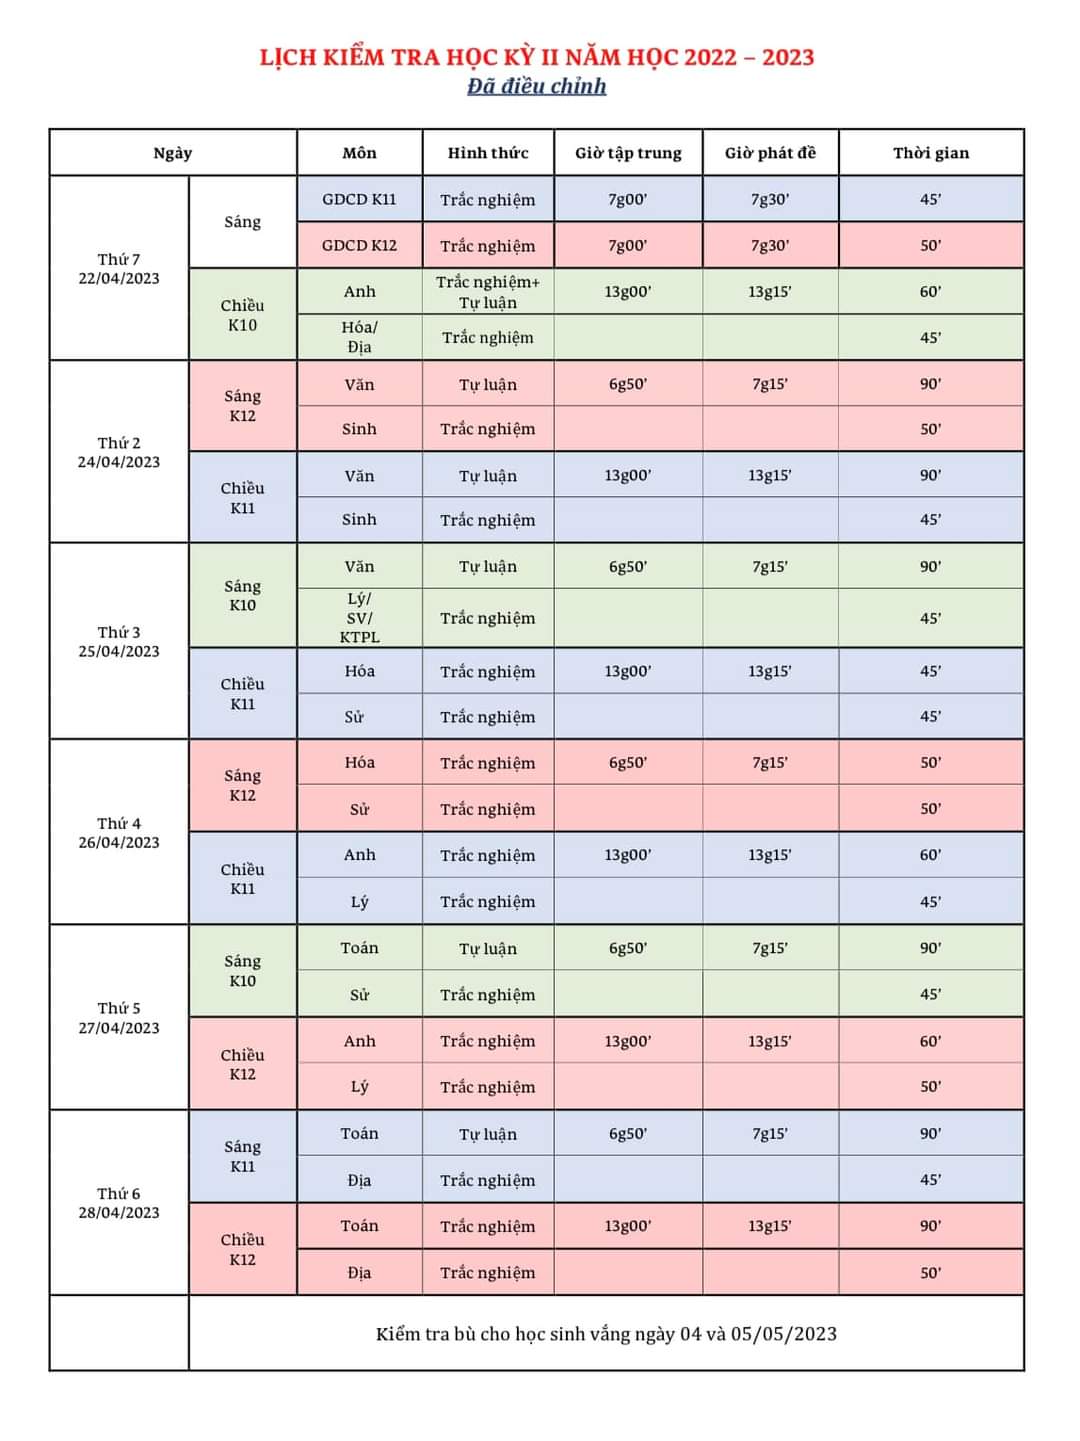 LỊCH KIỂM TRA HỌC KỲ II NĂM HỌC 2022 – 2023
Đã điều chỉnh
Ngày Môn Hình thức Giờ tập trung Giờ phát đề Thời gian
Thứ 7
22/04/2023
Sáng
GDCD K11 Trắc nghiệm 7g00’ 7g30’ 45’
GDCD K12 Trắc nghiệm 7g00’ 7g30’ 50’
Chiều
K10
Anh Trắc nghiệm+
Tự luận 13g00’ 13g15’ 60’
Hóa/
Địa Trắc nghiệm 45’
Thứ 2
24/04/2023
Sáng
K12
Văn Tự luận 6g50’ 7g15’ 90’
Sinh Trắc nghiệm 50’
Chiều
K11
Văn Tự luận 13g00’ 13g15’ 90’
Sinh Trắc nghiệm 45’
Thứ 3
25/04/2023
Sáng
K10
Văn Tự luận 6g50’ 7g15’ 90’
Lý/
SV/
KTPL Trắc nghiệm 45’
Chiều
K11
Hóa Trắc nghiệm 13g00’ 13g15’ 45’
Sử Trắc nghiệm 45’
Thứ 4
26/04/2023
Sáng
K12
Hóa Trắc nghiệm 6g50’ 7g15’ 50’
Sử Trắc nghiệm 50’
Chiều
K11
Anh Trắc nghiệm 13g00’ 13g15’ 60’
Lý Trắc nghiệm 45’
Thứ 5
27/04/2023
Sáng
K10
Toán Tự luận 6g50’ 7g15’ 90’
Sử Trắc nghiệm 45’
Chiều
K12
Anh Trắc nghiệm 13g00’ 13g15’ 60’
Lý Trắc nghiệm 50’
Thứ 6
28/04/2023
Sáng
K11
Toán Tự luận 6g50’ 7g15’ 90’
Địa Trắc nghiệm 45’
Chiều
K12
Toán Trắc nghiệm 13g00’ 13g15’ 90’
Địa Trắc nghiệm 50’
Kiểm tra bù cho học sinh vắng ngày 04 và 05/05/2023